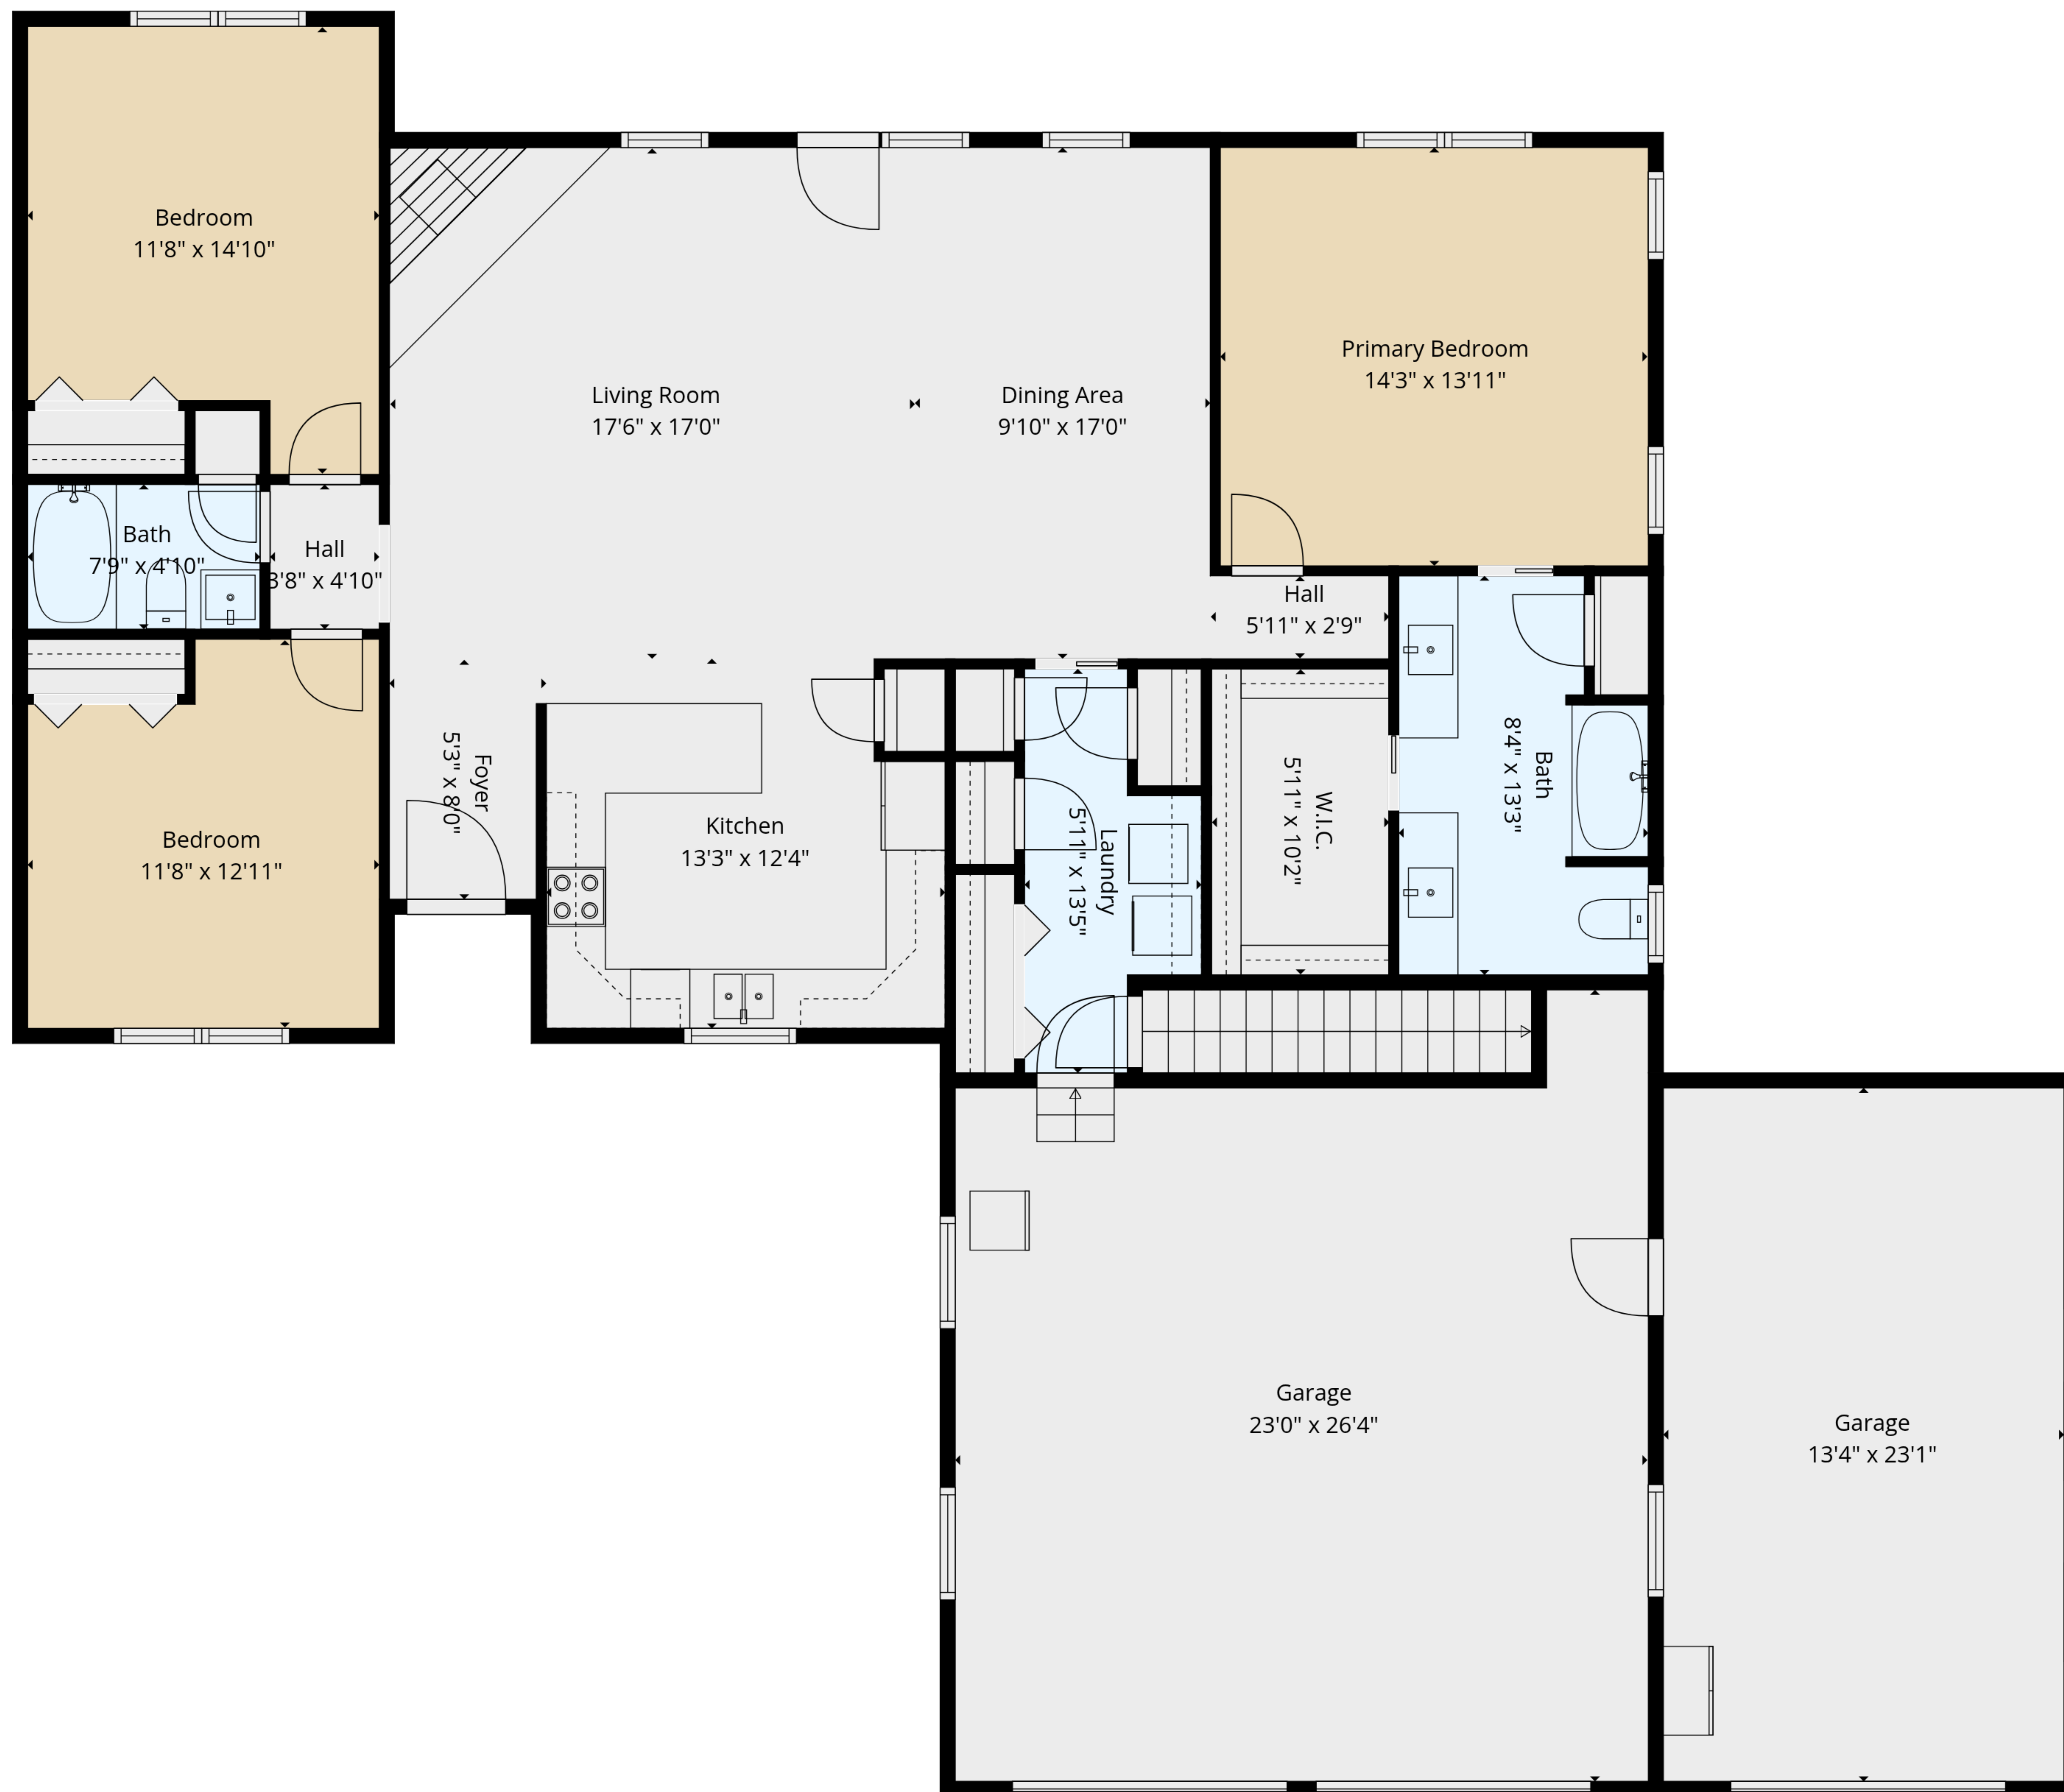 Bedroom
11'8" x 14'10"
Primary Bedroom
14'3" x 13'11"
Living Room
17'6" x 17'0"
Dining Area
9'10" x 17'0"
Bath
7'9" x 4'10"
Hall
3'8" x 4'10"
Hall
5'11" x 2'9"
Foyer
5'3" x 8'0"
Bath
8'4" x 13'3"
Kitchen
13'3" x 12'4"
W.I.C.
5'11" x 10'2"
Laundry
5'11" x 13'5"
Bedroom
11'8" x 12'11"
Garage
23'0" x 26'4"
Garage
13'4" x 23'1"